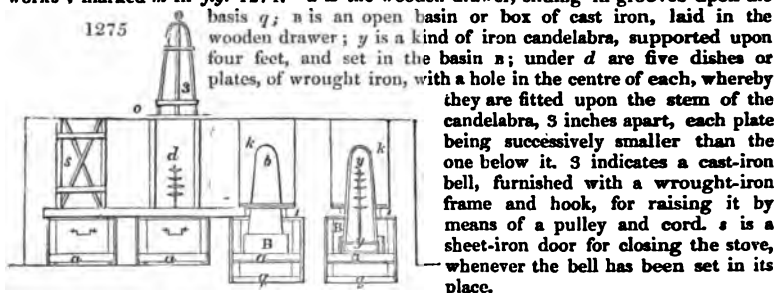 basis q; B is an open basin or box of cast iron, laid in the
1275
wooden drawer; y is a kind of iron candelabra, supported upon
four feet, and set in the basin B; under d are five dishes or
plates, of wrought iron, with a hole in the centre of each, whereby
they are fitted upon the stem of the
candelabra, 3 inches apart, each plate
being successively smaller than the
one below it. 3 indicates a cast-iron
bell, furnished with a wrought-iron
frame and hook, for raising it by
means of a pulley and cord. s is a
sheet-iron door for closing the stove,
whenever the bell has been set in its
place.
3
o
s
d
k
b
y
k
B
B
y
a
a
a
a
q
q